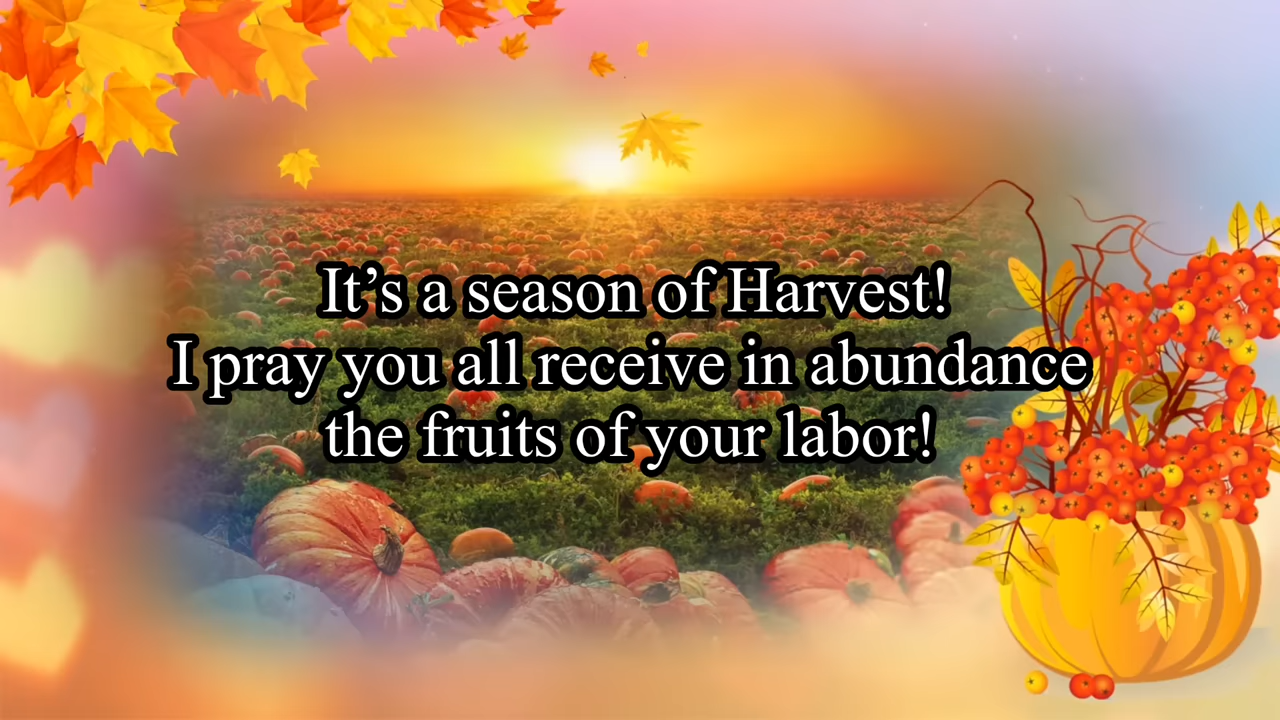 It’s a season of Harvest!
I pray you all receive in abundance
the fruits of your labor!